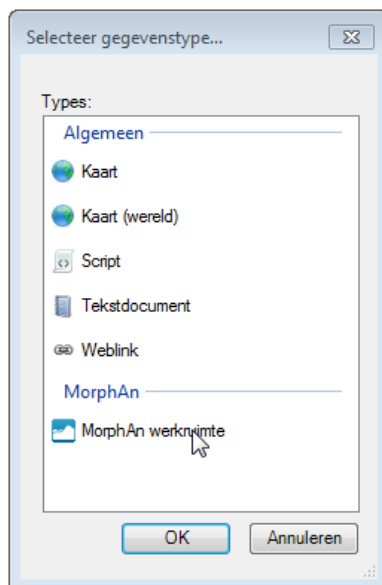 Selecteer gegevenstype...
Types:
Algemeen
Kaart
Kaart (wereld)
Script
Tekstdocument
Weblink
MorphAn
MorphAn werkruimte
OK
Annuleren